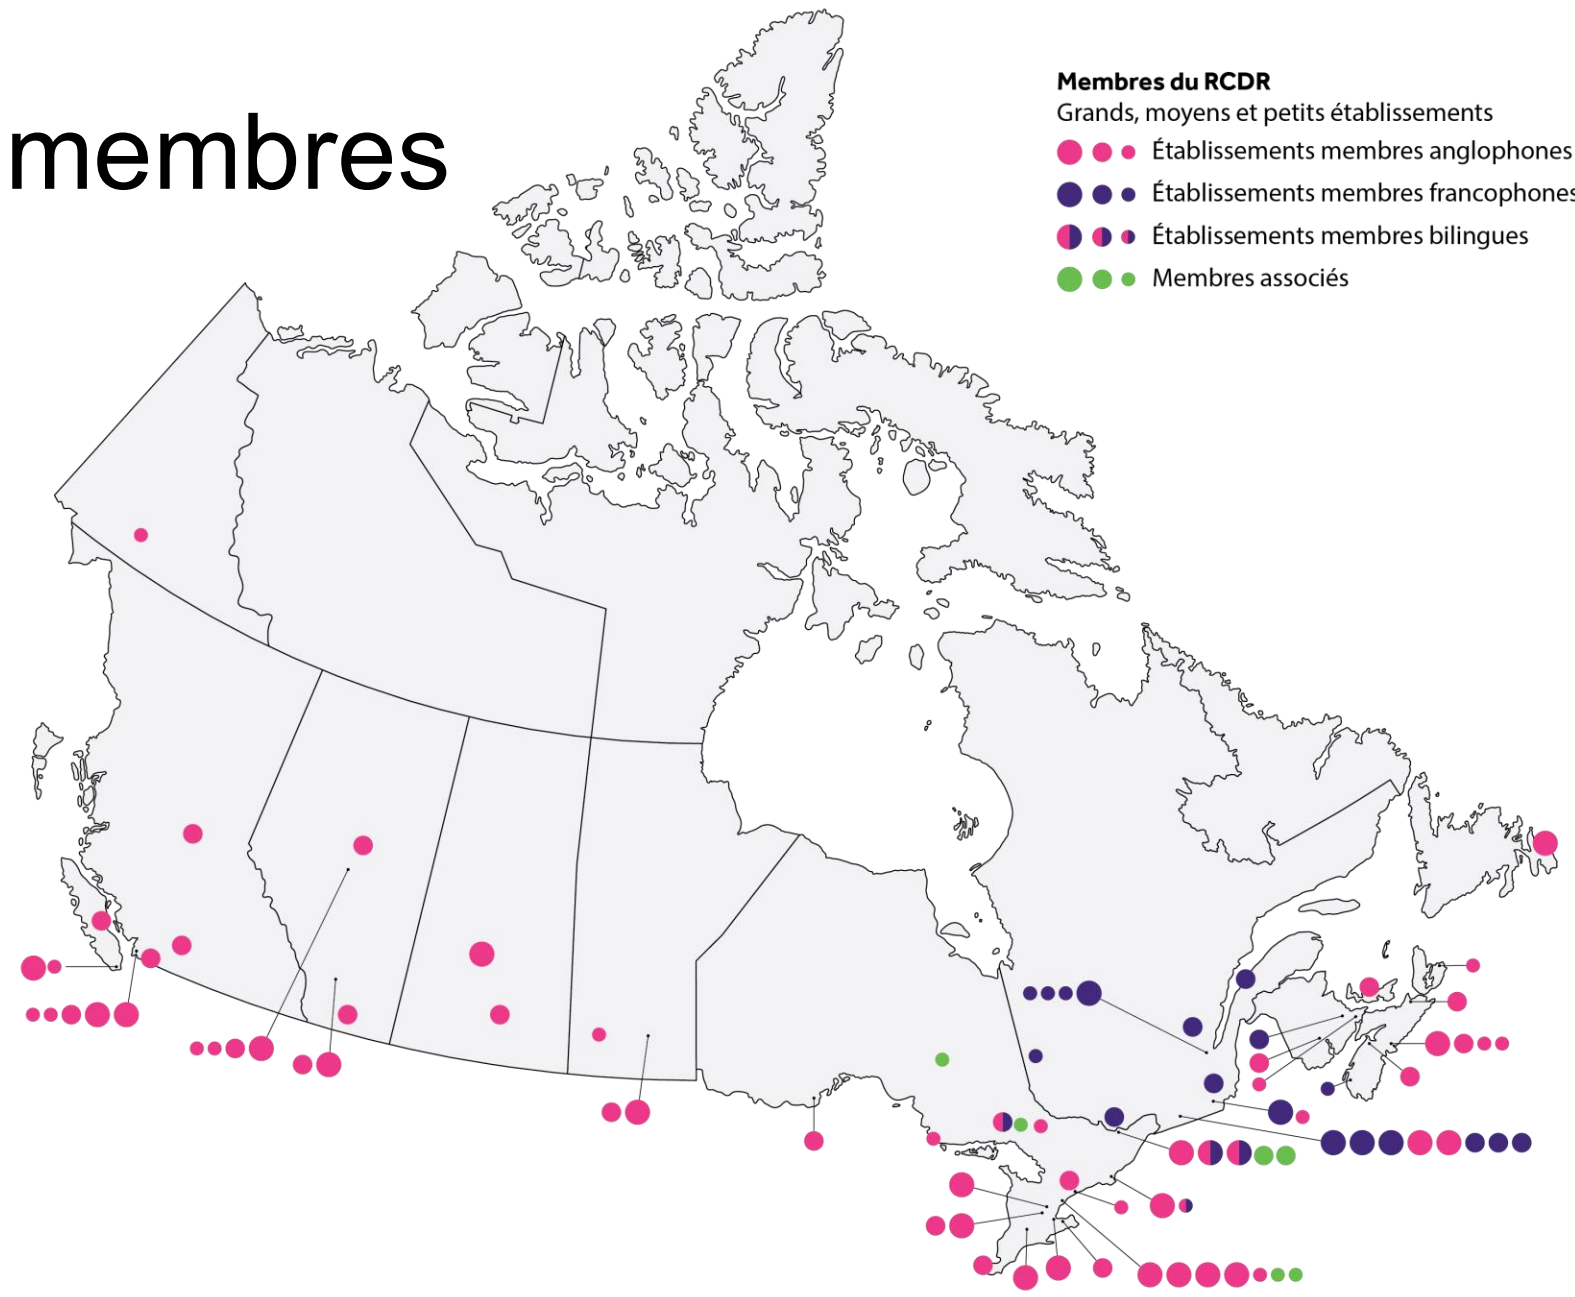 membres
Membres du RCDR
Grands, moyens et petits établissements
Établissements membres anglophones
Établissements membres francophones
Établissements membres bilingues
Membres associés